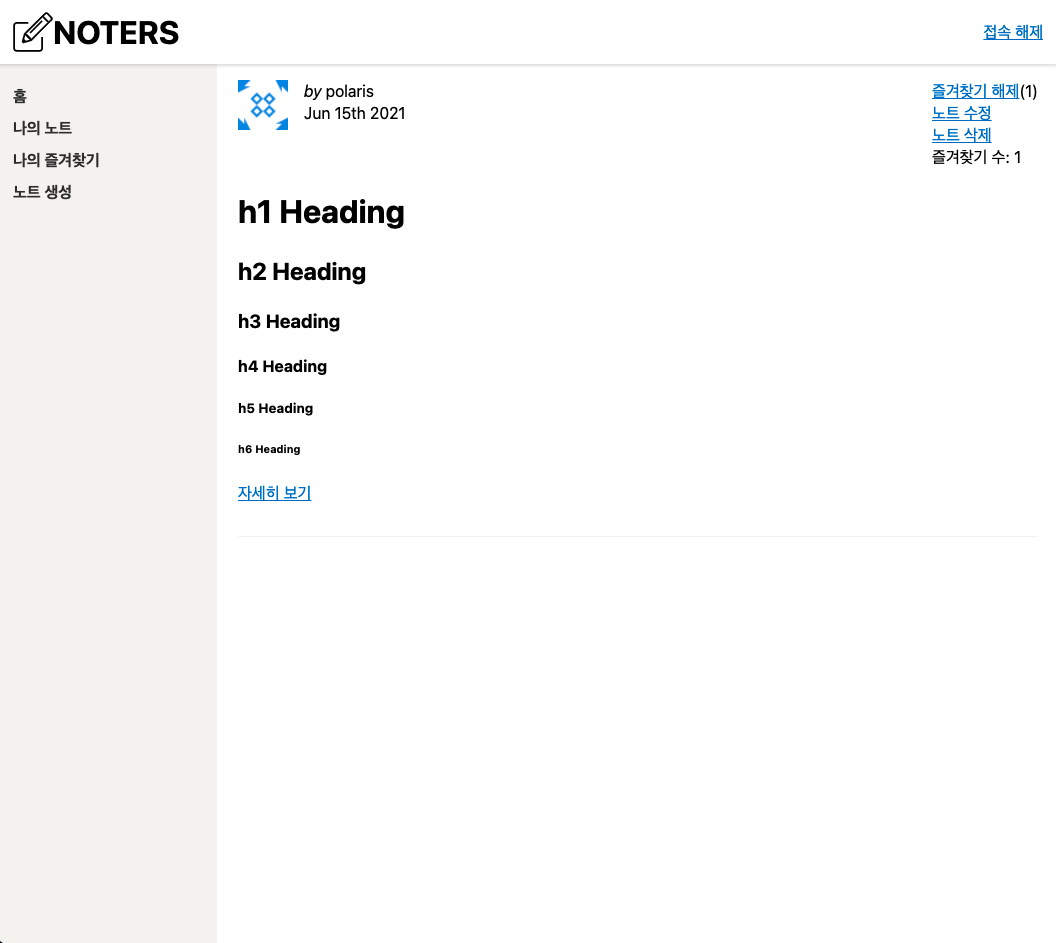 NOTERS
접속 해제
홈
나의 노트
나의 즐겨찾기
노트 생성
by polaris
Jun 15th 2021
즐겨찾기 해제(1)
노트 수정
노트 삭제
즐겨찾기 수: 1
h1 Heading
h2 Heading
h3 Heading
h4 Heading
h5 Heading
h6 Heading
자세히 보기